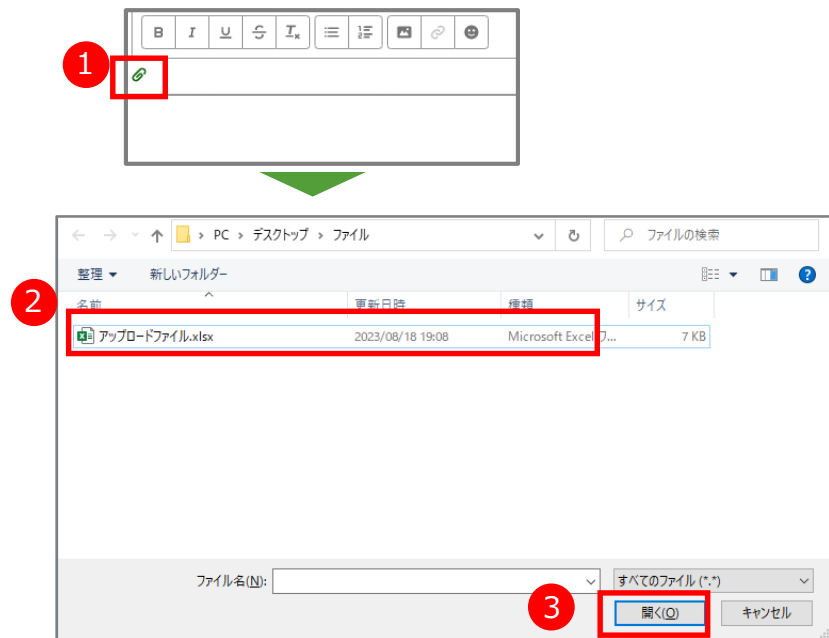 B I U S Tx
1
PC > デスクトップ > ファイル ファイルの検索
整理 新しいフォルダー
2
名前 更新日時 種類 サイズ
アップロードファイル.xlsx 2023/08/18 19:08 Microsoft Excel ワ... 7 KB
ファイル名(N): すべてのファイル (*.*)
3
開く(O) キャンセル